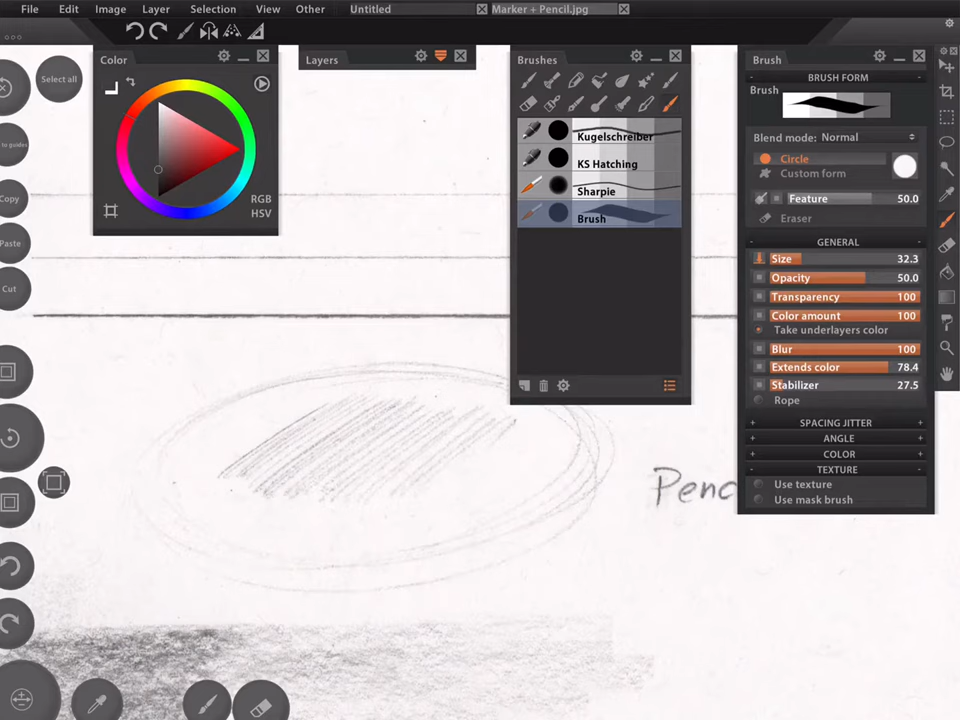 File Edit Image Layer Selection View Other Untitled Marker + Pencil.jpg
Select all
to guides
Copy
Paste
Cut
Color
RGB
HSV
Layers
Brushes
Kugelschreiber
KS Hatching
Sharpie
Brush
Brush
BRUSH FORM
Brush
Blend mode: Normal
Circle
Custom form
Feature 50.0
Eraser
GENERAL
Size 32.3
Opacity 50.0
Transparency 100
Color amount 100
Take underlayers color
Blur 100
Extends color 78.4
Stabilizer 27.5
Rope
+ SPACING JITTER +
+ ANGLE +
+ COLOR +
- TEXTURE -
Use texture
Use mask brush
Penc